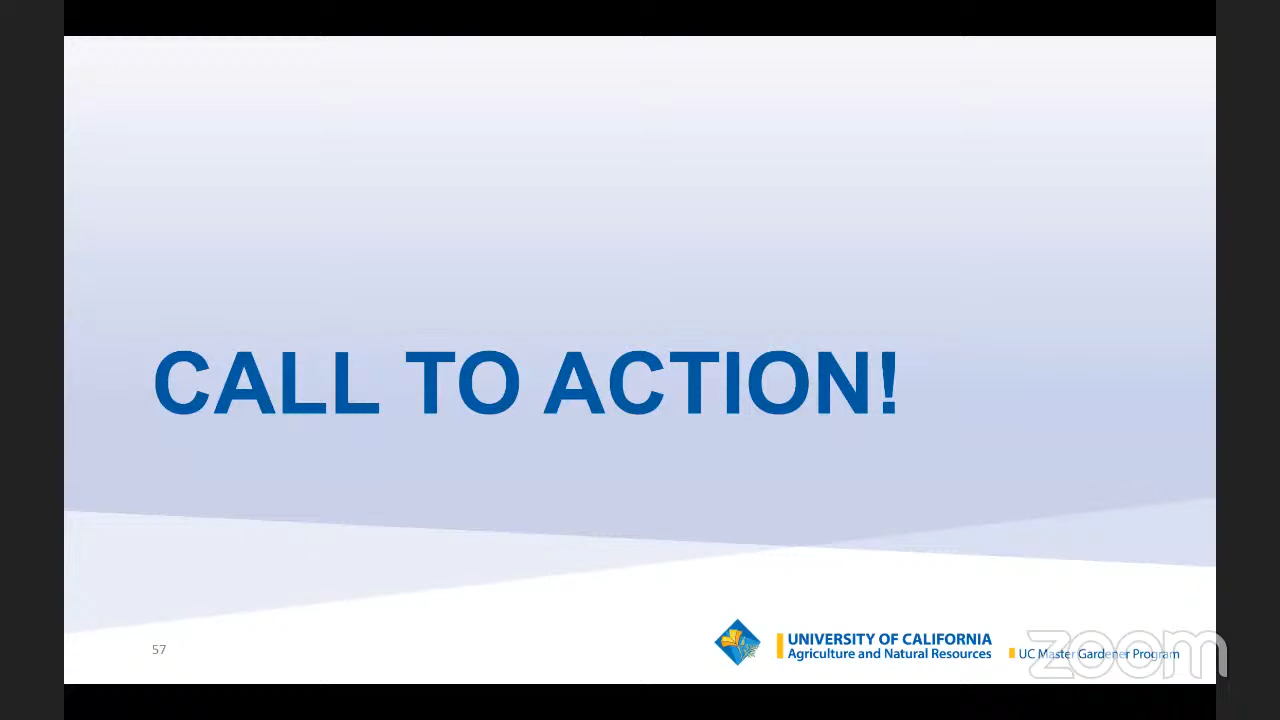 CALL TO ACTION!
57
UNIVERSITY OF CALIFORNIA
Agriculture and Natural Resources
UC Master Gardener Program
zoom